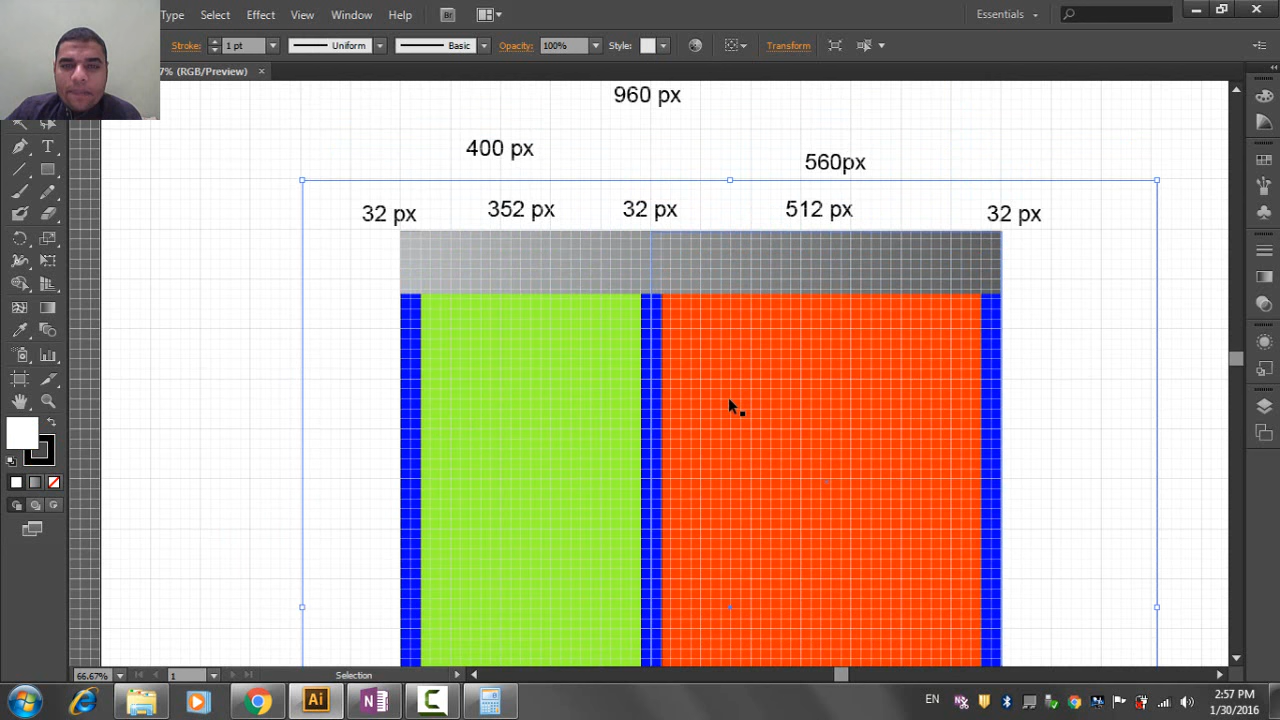 Type Select Effect View Window Help Br Essentials
Stroke: 1 pt Uniform Basic Opacity: 100% Style: Transform
7% (RGB/Preview) ×
960 px
400 px
560px
32 px
352 px
32 px
512 px
32 px
T
66.67% 1 Selection
Ai N C EN 2:57 PM
1/30/2016